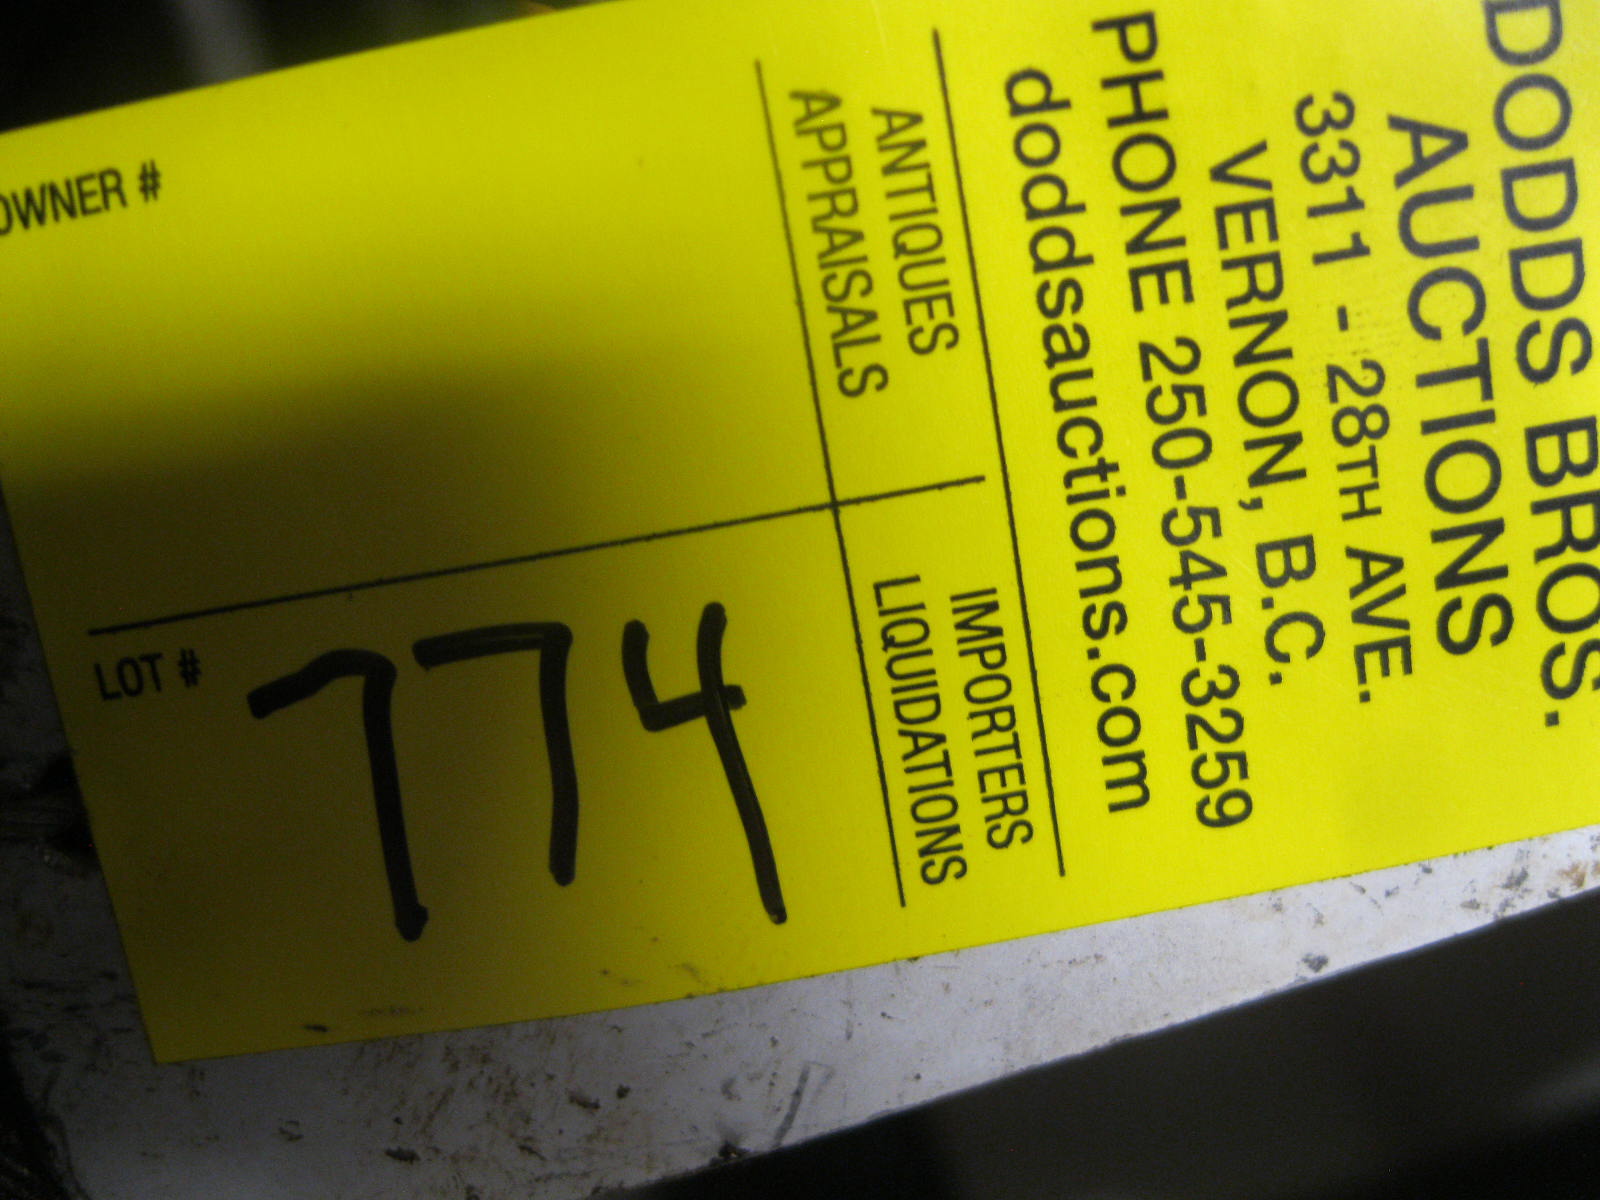 DODDS BROS.
AUCTIONS
3311 - 28TH AVE.
VERNON, B.C.
PHONE 250-545-3259
doddsauctions.com
ANTIQUES
APPRAISALS
IMPORTERS
LIQUIDATIONS
OWNER #
LOT #
774